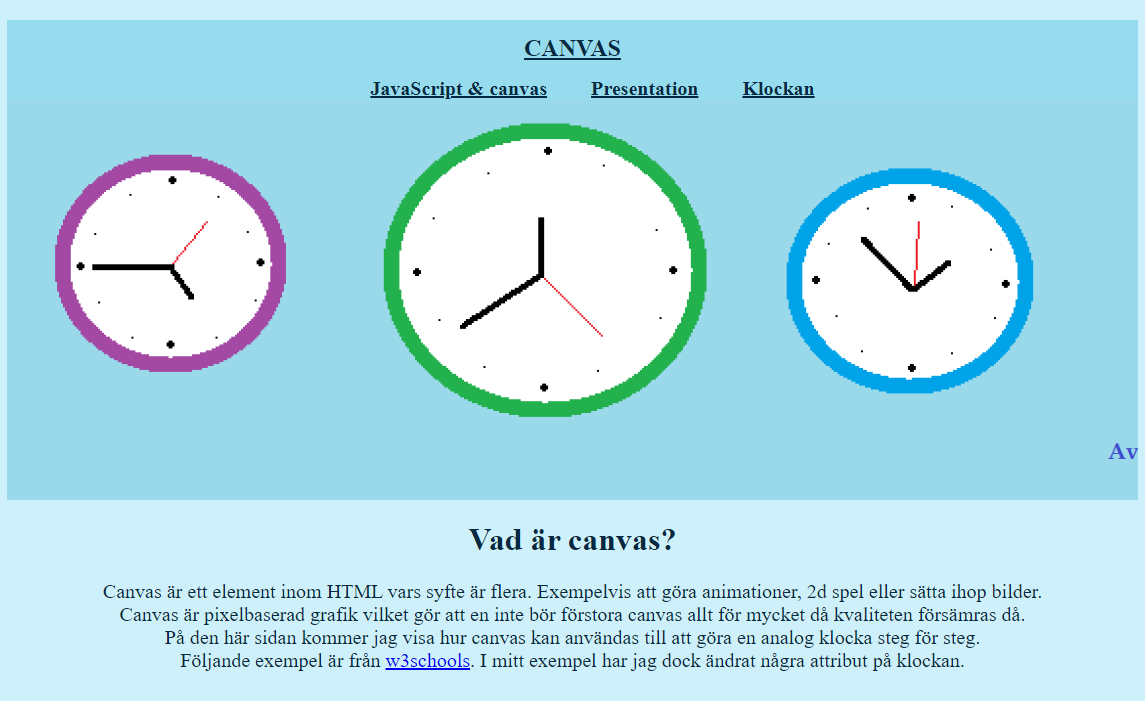 CANVAS
JavaScript & canvas Presentation Klockan
Av
Vad är canvas?
Canvas är ett element inom HTML vars syfte är flera. Exempelvis att göra animationer, 2d spel eller sätta ihop bilder.
Canvas är pixelbaserad grafik vilket gör att en inte bör förstora canvas allt för mycket då kvaliteten försämras då.
På den här sidan kommer jag visa hur canvas kan användas till att göra en analog klocka steg för steg.
Följande exempel är från w3schools. I mitt exempel har jag dock ändrat några attribut på klockan.